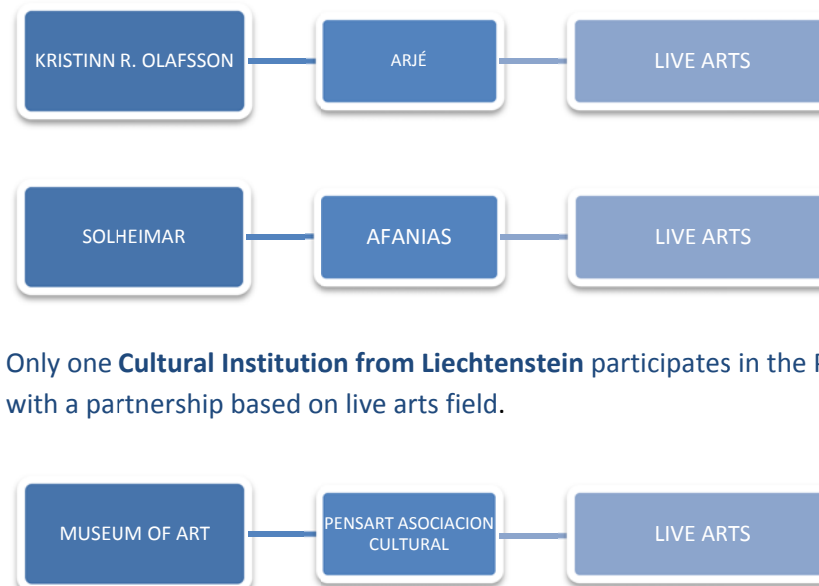 KRISTINN R. OLAFSSON ARJÉ LIVE ARTS
SOLHEIMAR AFANIAS LIVE ARTS
Only one Cultural Institution from Liechtenstein participates in the
with a partnership based on live arts field.
MUSEUM OF ART PENSART ASOCIACION CULTURAL LIVE ARTS